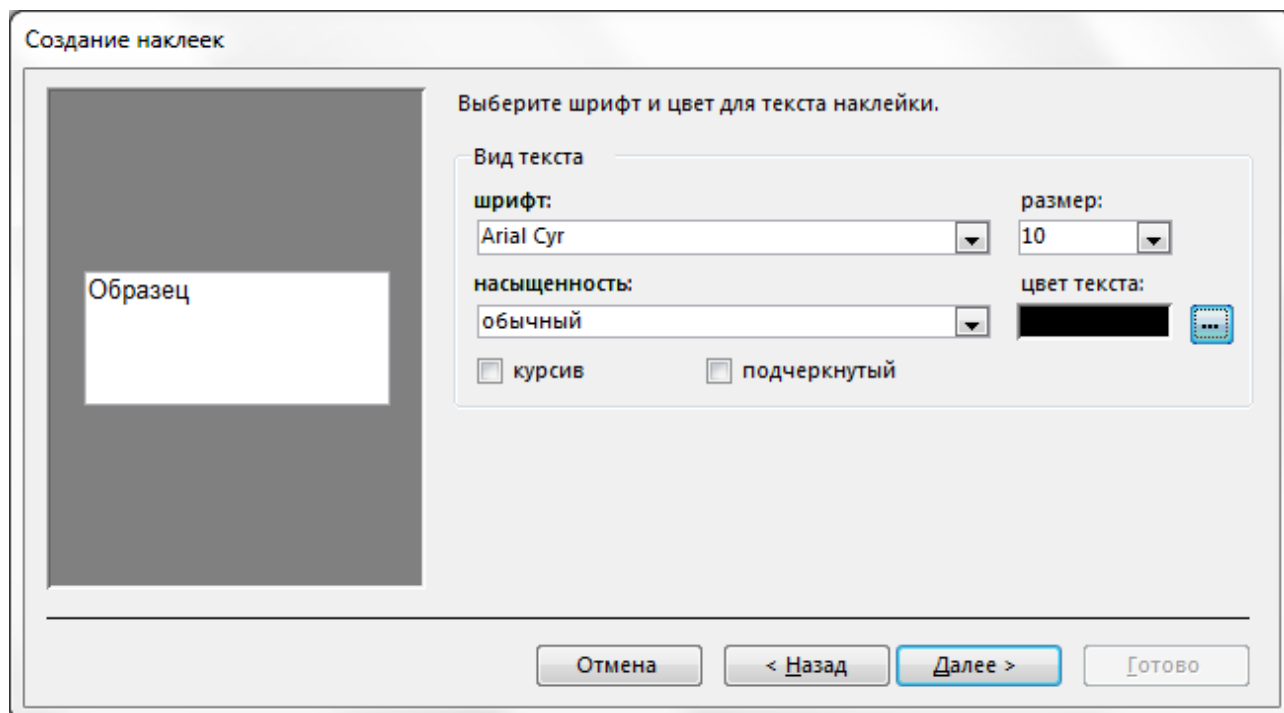 Создание наклеек
Образец
Выберите шрифт и цвет для текста наклейки.
Вид текста
шрифт: размер:
Arial Cyr 10
насыщенность: цвет текста:
обычный ...
курсив подчеркнутый
Отмена < Назад Далее > Готово